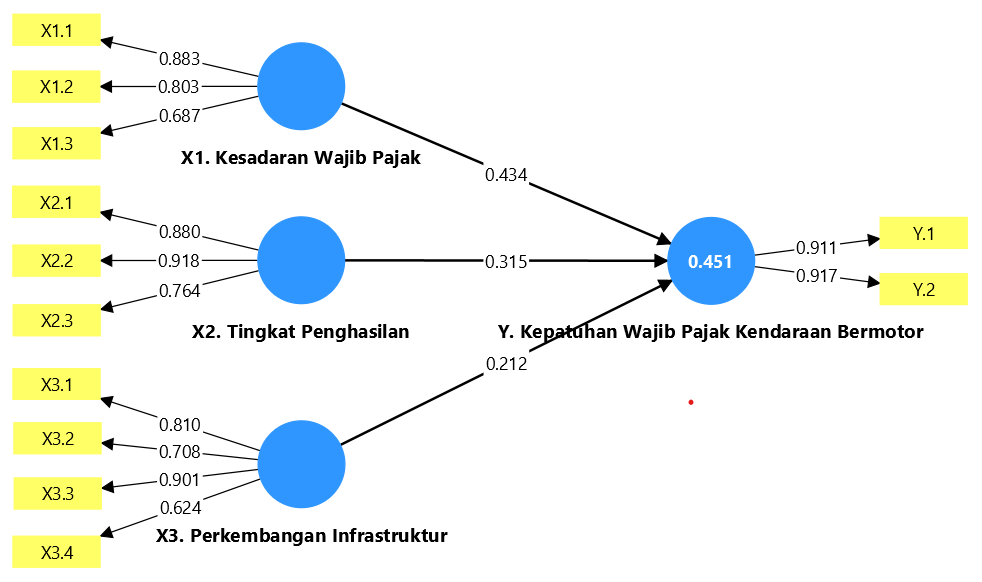 X1.1
0.883
X1.2
0.803
X1.3
0.687
X1. Kesadaran Wajib Pajak
0.434
X2.1
0.880
X2.2
0.918
X2.3
0.764
X2. Tingkat Penghasilan
0.315
0.451
Y. Kepatuhan Wajib Pajak Kendaraan Bermotor
0.911
Y.1
0.917
Y.2
0.212
X3.1
0.810
X3.2
0.708
X3.3
0.901
X3.4
0.624
X3. Perkembangan Infrastruktur